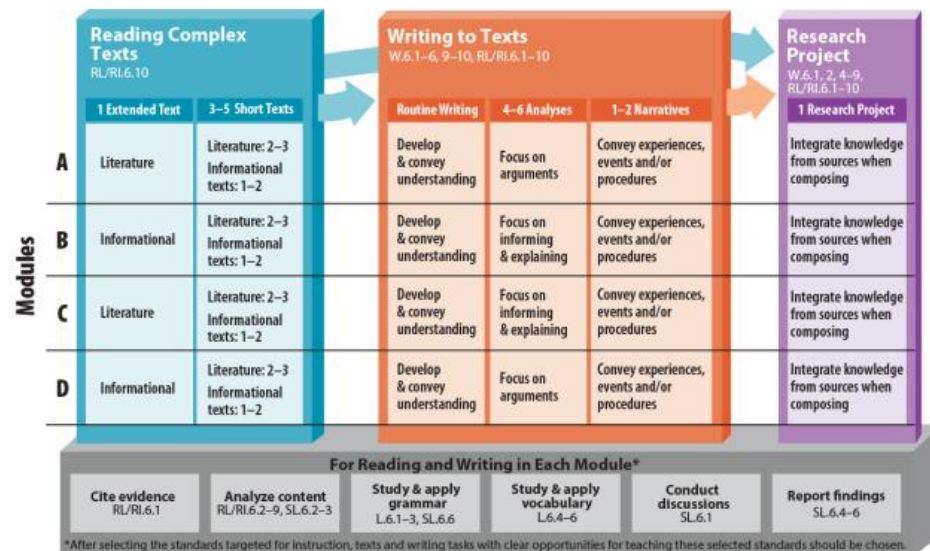 Reading Complex
Texts
RL/RI.6.10
Writing to Texts
W.6.1–6, 9–10, RL/RI.6.1–10
Research
Project
W.6.1, 2, 4–9,
RL/RI.6.1–10
1 Extended Text
3–5 Short Texts
Routine Writing
4–6 Analyses
1–2 Narratives
1 Research Project
Modules
A
Literature
Literature: 2–3
Informational
texts: 1–2
Develop
& convey
understanding
Focus on
arguments
Convey experiences,
events and/or
procedures
Integrate knowledge
from sources when
composing
B
Informational
Literature: 2–3
Informational
texts: 1–2
Develop
& convey
understanding
Focus on
informing
& explaining
Convey experiences,
events and/or
procedures
Integrate knowledge
from sources when
composing
C
Literature
Literature: 2–3
Informational
texts: 1–2
Develop
& convey
understanding
Focus on
informing
& explaining
Convey experiences,
events and/or
procedures
Integrate knowledge
from sources when
composing
D
Informational
Literature: 2–3
Informational
texts: 1–2
Develop
& convey
understanding
Focus on
arguments
Convey experiences,
events and/or
procedures
Integrate knowledge
from sources when
composing
For Reading and Writing in Each Module*
Cite evidence
RL/RI.6.1
Analyze content
RL/RI.6.2–9, SL.6.2–3
Study & apply
grammar
L.6.1–3, SL.6.6
Study & apply
vocabulary
L.6.4–6
Conduct
discussions
SL.6.1
Report findings
SL.6.4–6
*After selecting the standards targeted for instruction, texts and writing tasks with clear opportunities for teaching these selected standards should be chosen.